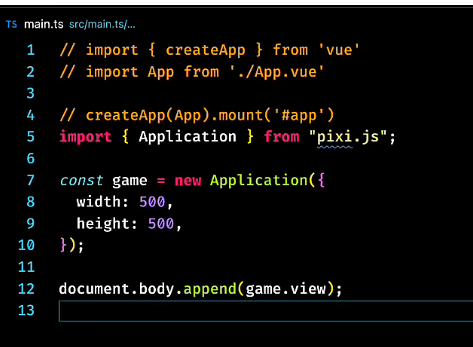 TS main.ts src/main.ts/...
1 // import { createApp } from 'vue'
2 // import App from './App.vue'
3
4 // createApp(App).mount('#app')
5 import { Application } from "pixi.js";
6
7 const game = new Application({
8   width: 500,
9   height: 500,
10 });
11
12 document.body.append(game.view);
13